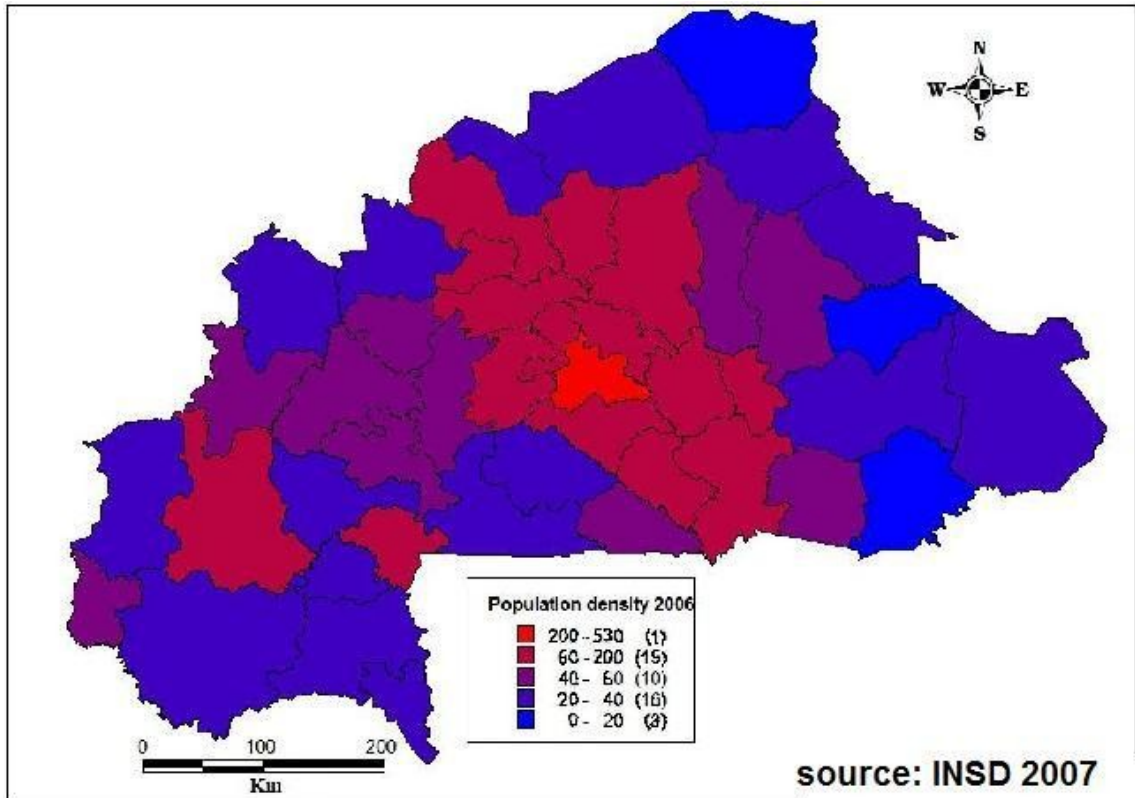 N
W E
S
Population density 2006
200 - 530 (1)
60 - 200 (15)
40 - 60 (10)
20 - 40 (16)
0 - 20 (3)
0 100 200
Km
source: INSD 2007